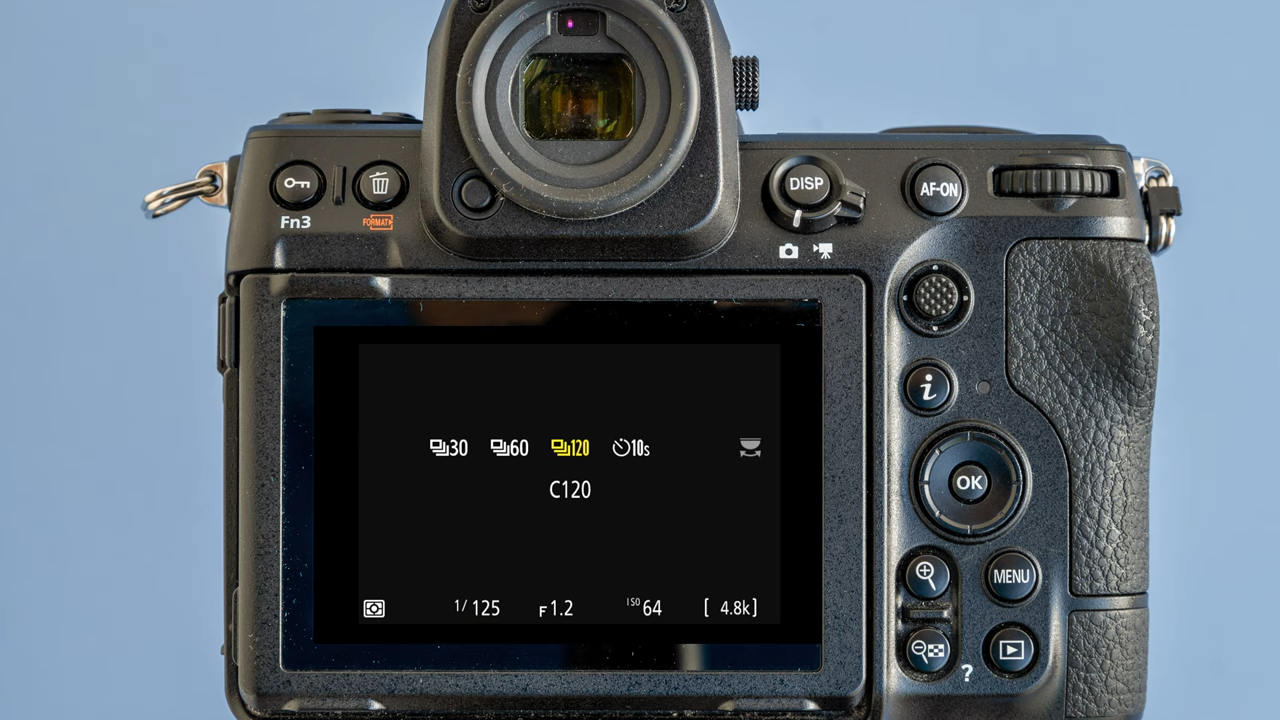 DISP
AF-ON
Fn3
FORMAT
i
30 60 120 10s
C120
OK
MENU
1/125 F1.2 ISO 64 [ 4.8k]
?